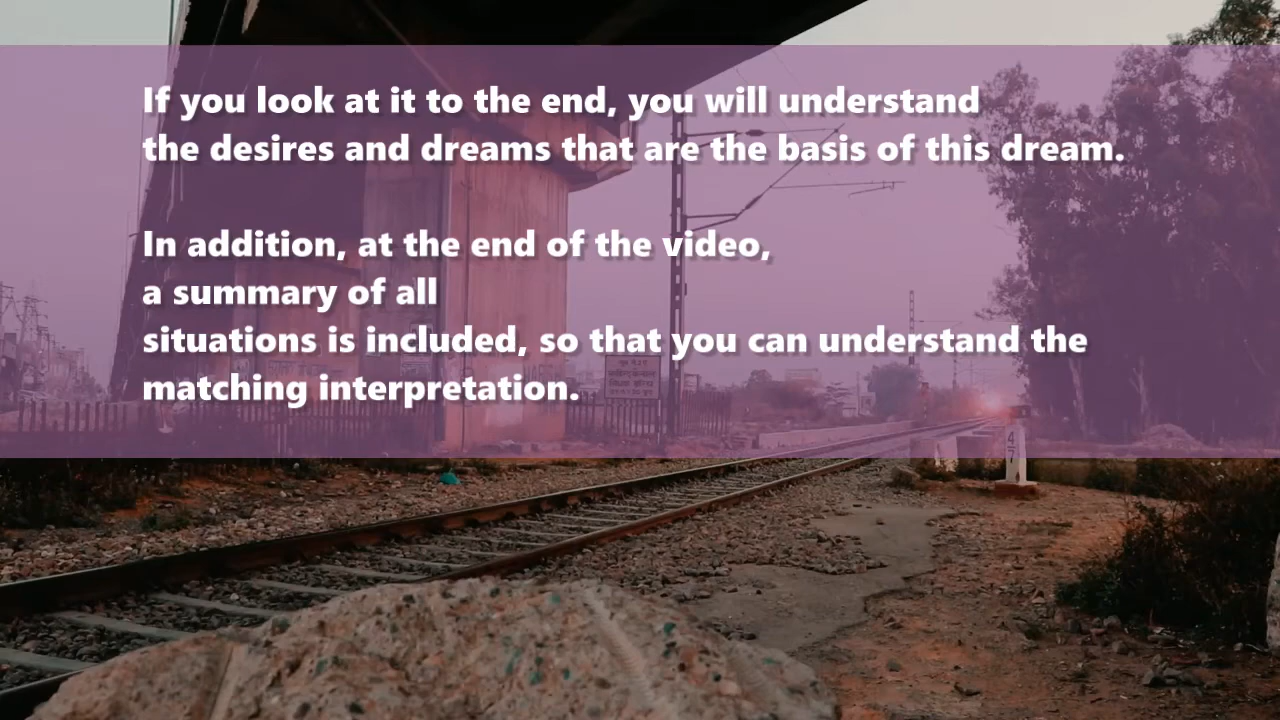 If you look at it to the end, you will understand
the desires and dreams that are the basis of this dream.
In addition, at the end of the video,
a summary of all
situations is included, so that you can understand the
matching interpretation.
4
7